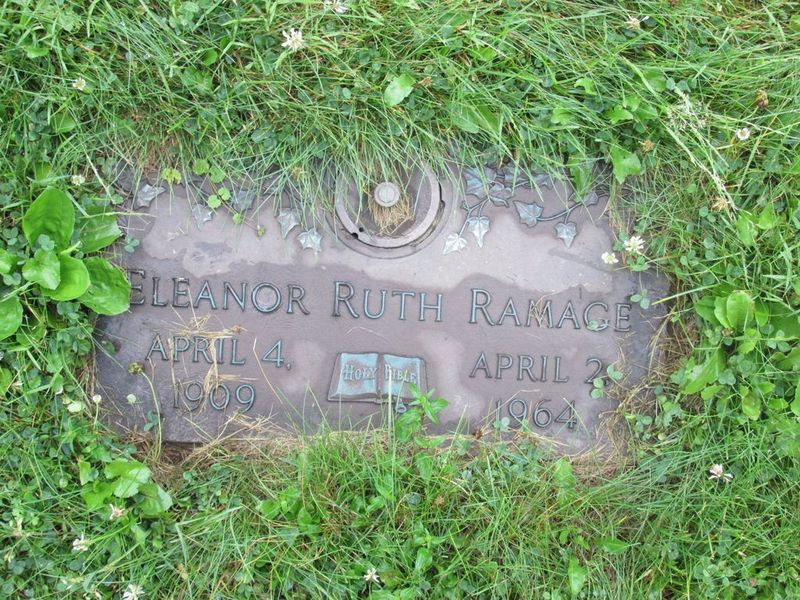 ELEANOR RUTH RAMAGE
APRIL 4,
1909
HOLY BIBLE
APRIL 2,
1964